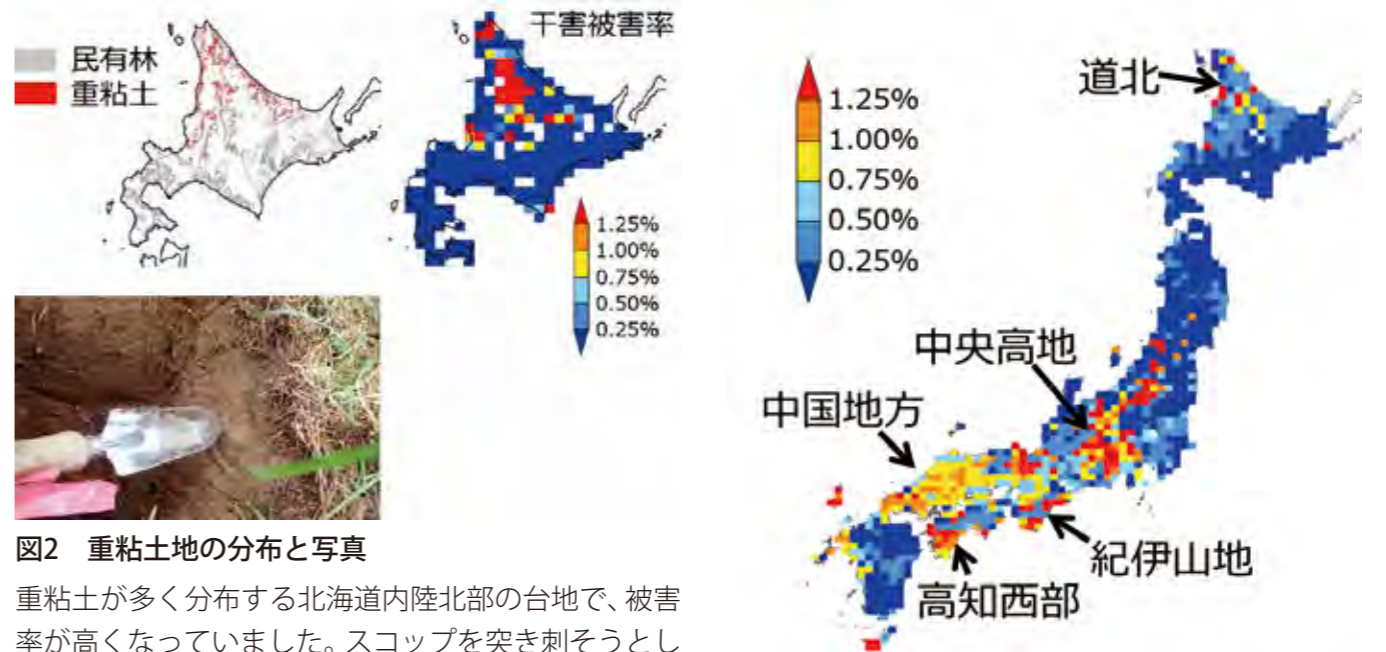 民有林
重粘土
干害被害率
1.25%
1.00%
0.75%
0.50%
0.25%
図2 重粘土地の分布と写真
重粘土が多く分布する北海道内陸北部の台地で、被害
率が高くなっていました。スコップを突き刺そうとし
1.25%
1.00%
0.75%
0.50%
0.25%
道北
中央高地
中国地方
紀伊山地
高知西部